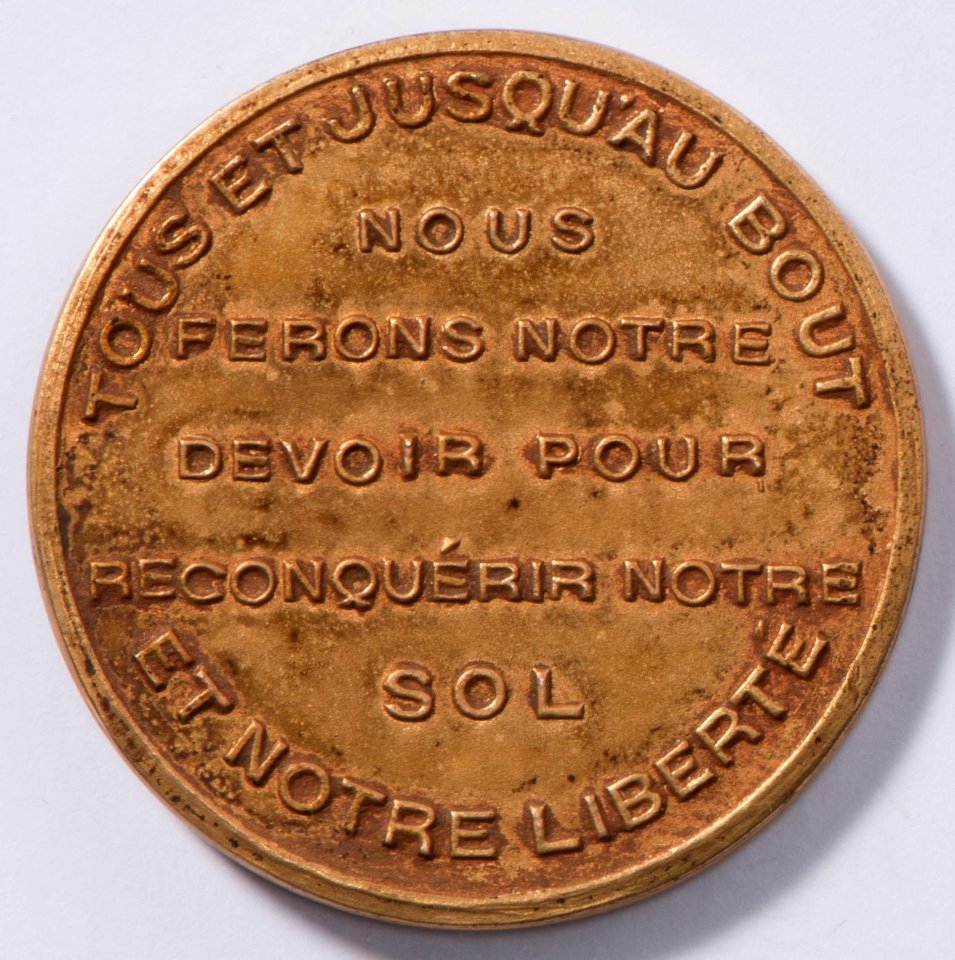 TOUS ET JUSQU'AU BOUT
NOUS
FERONS NOTRE
DEVOIR POUR
RECONQUÉRIR NOTRE
SOL
ET NOTRE LIBERTÉ